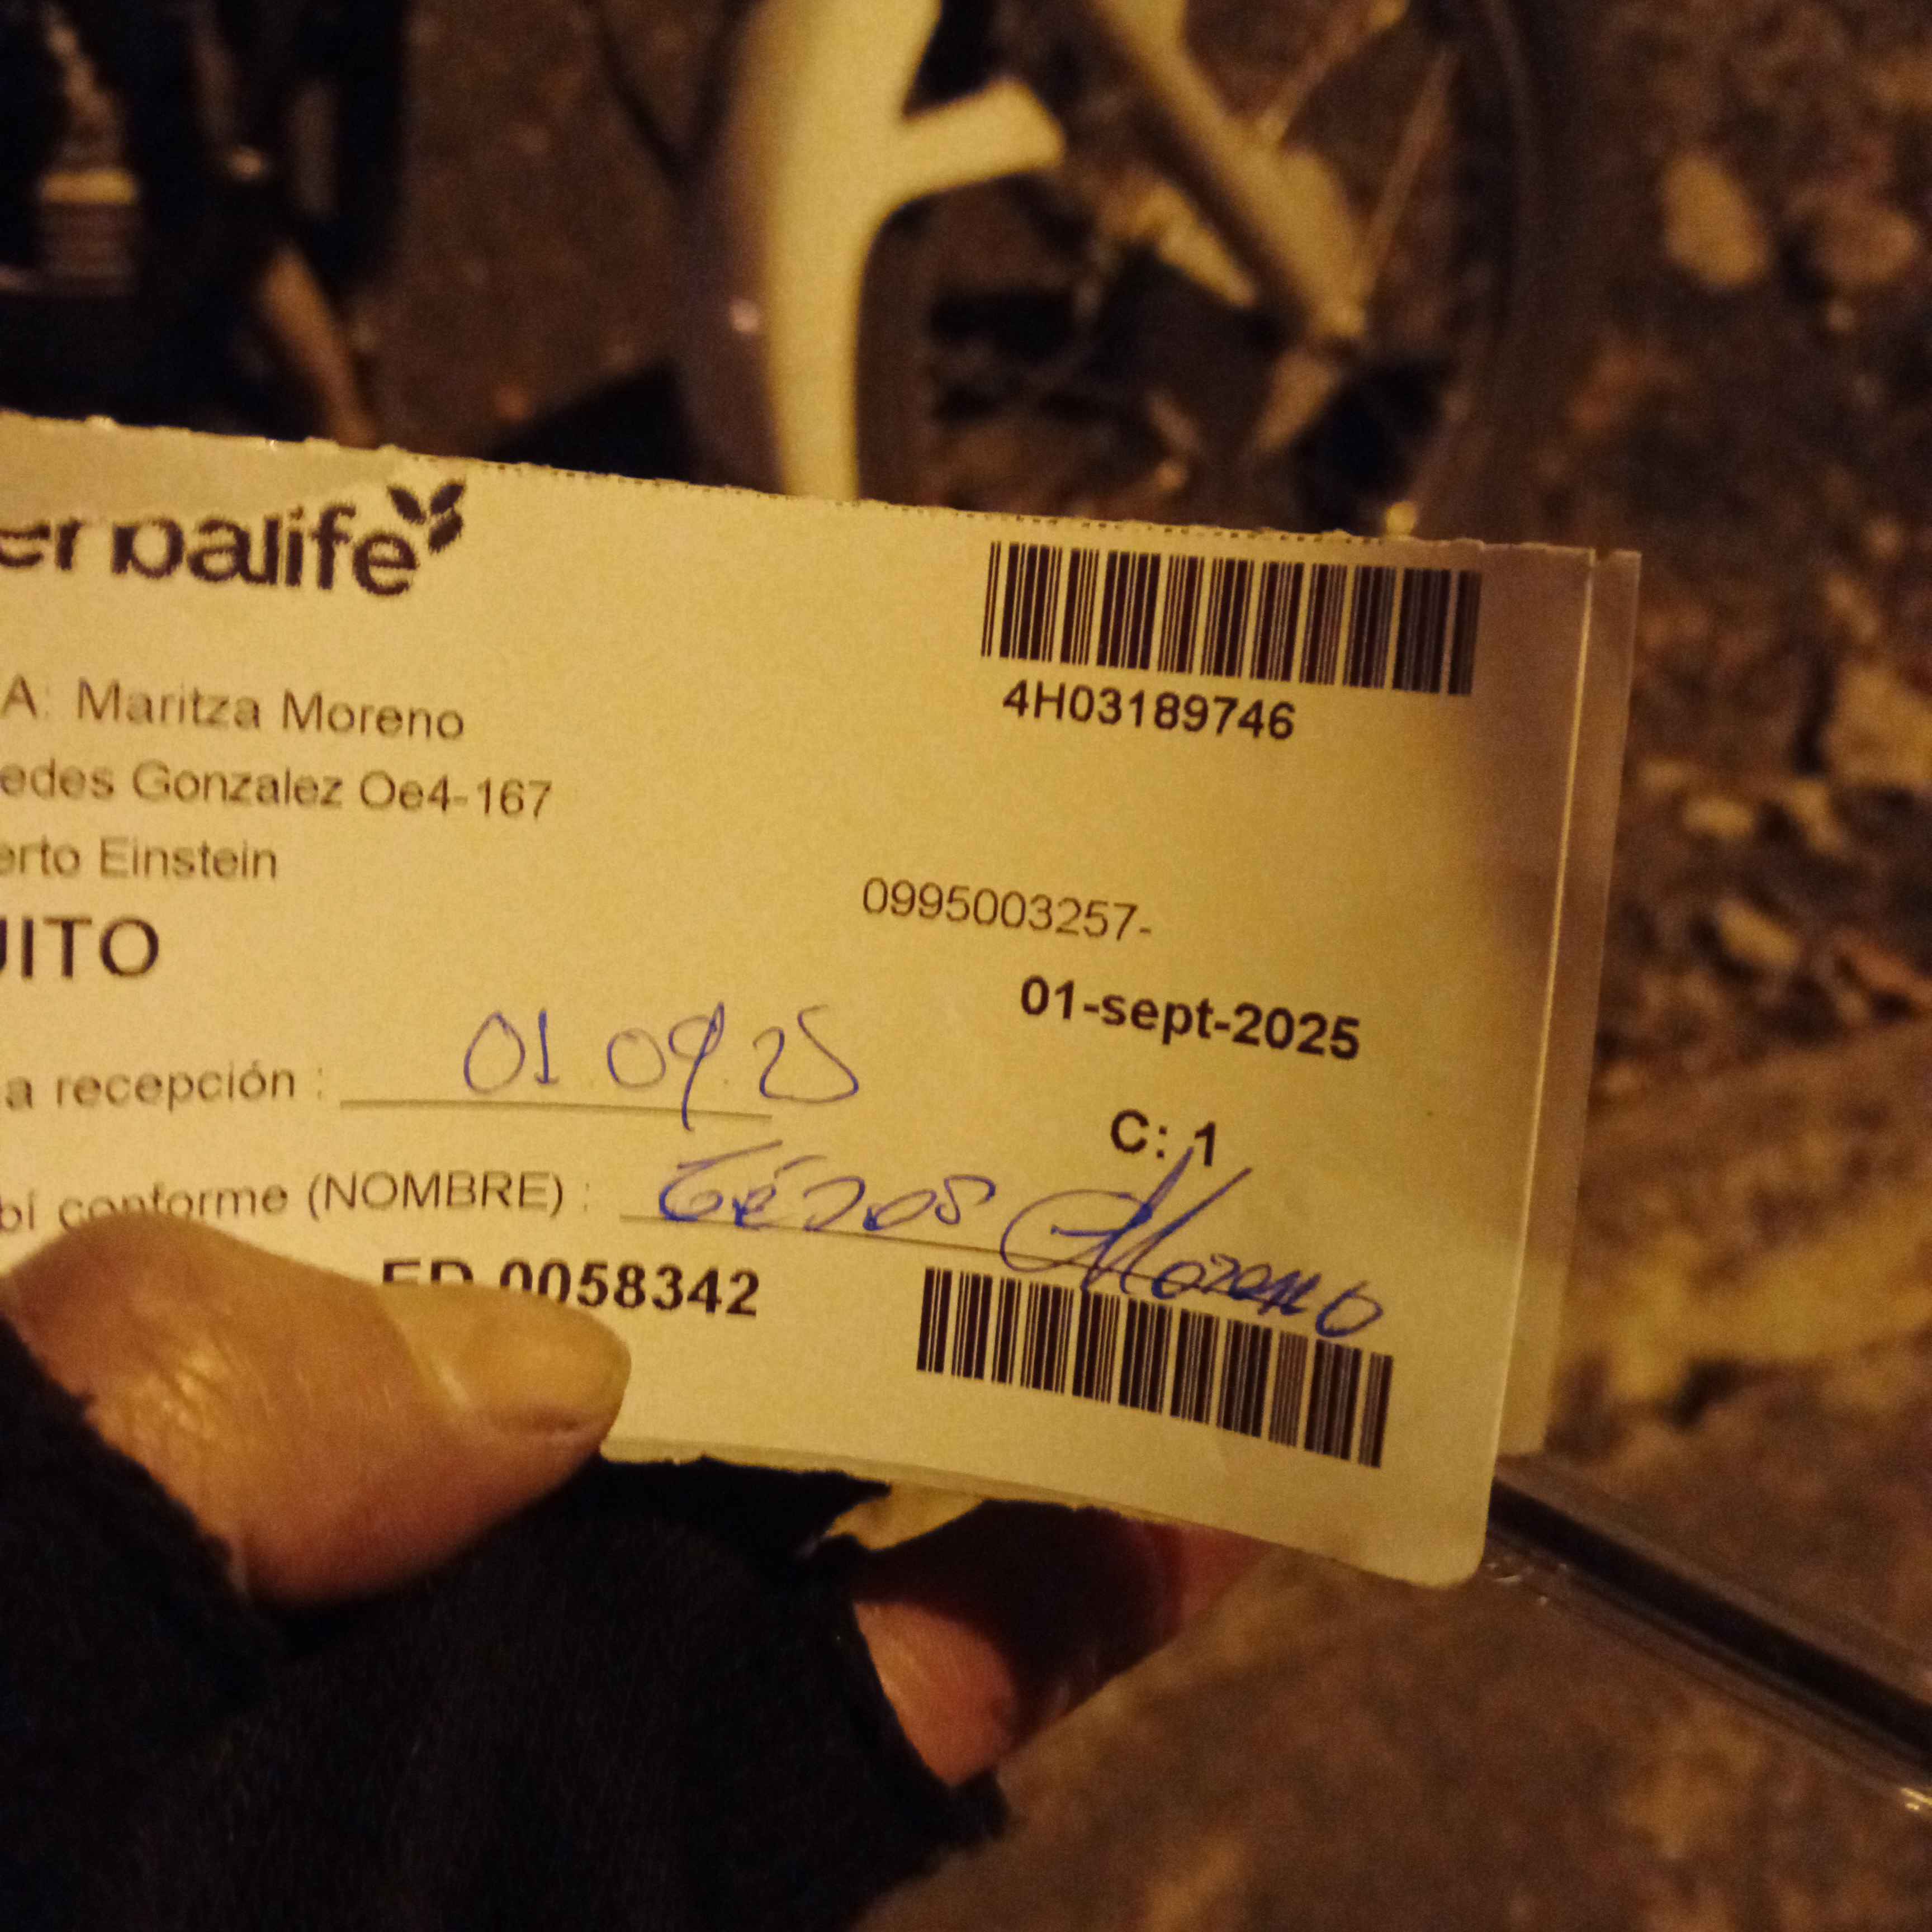 erbalife
4H03189746
A: Maritza Moreno
edes Gonzalez Oe4-167
erto Einstein
0995003257-
UITO
01-sept-2025
a recepción : 01.09.25
C: 1
bí conforme (NOMBRE) : Moreno
ED 0058342